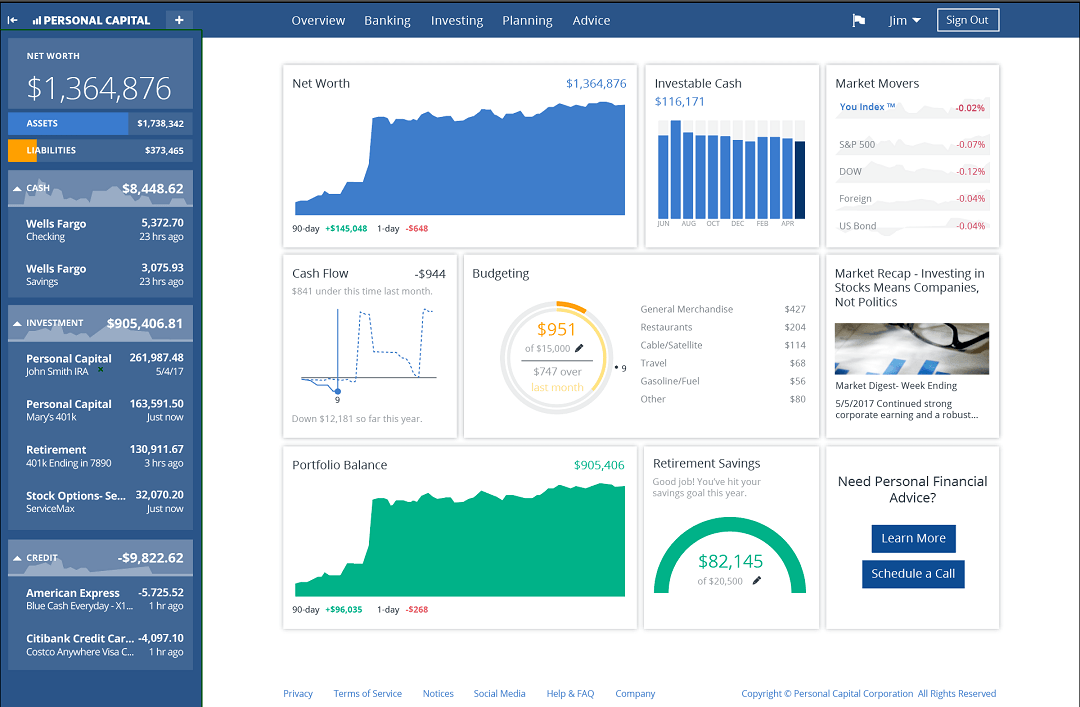 PERSONAL CAPITAL
+
Overview Banking Investing Planning Advice
Jim
Sign Out
NET WORTH
$1,364,876
ASSETS $1,738,342
LIABILITIES $373,465
CASH $8,448.62
Wells Fargo 5,372.70
Checking 23 hrs ago
Wells Fargo 3,075.93
Savings 23 hrs ago
INVESTMENT $905,406.81
Personal Capital 261,987.48
John Smith IRA 5/4/17
Personal Capital 163,591.50
Mary's 401k Just now
Retirement 130,911.67
401k Ending in 7890 3 hrs ago
Stock Options- Se... 32,070.20
ServiceMax Just now
CREDIT -$9,822.62
American Express -5.725.52
Blue Cash Everyday - X1... 1 hr ago
Citibank Credit Car... -4,097.10
Costco Anywhere Visa C... 1 hr ago
Net Worth $1,364,876
90-day +$145,048 1-day -$648
Investable Cash
$116,171
JUN AUG OCT DEC FEB APR
Market Movers
You Index ™ -0.02%
S&P 500 -0.07%
DOW -0.12%
Foreign -0.04%
US Bond -0.04%
Cash Flow -$944
$841 under this time last month.
9
Down $12,181 so far this year.
Budgeting
$951
of $15,000
$747 over
last month
9
General Merchandise $427
Restaurants $204
Cable/Satellite $114
Travel $68
Gasoline/Fuel $56
Other $80
Market Recap - Investing in
Stocks Means Companies,
Not Politics
Market Digest- Week Ending
5/5/2017 Continued strong
corporate earning and a robust...
Portfolio Balance $905,406
90-day +$96,035 1-day -$268
Retirement Savings
Good job! You've hit your
savings goal this year.
$82,145
of $20,500
Need Personal Financial
Advice?
Learn More
Schedule a Call
Privacy Terms of Service Notices Social Media Help & FAQ Company
Copyright © Personal Capital Corporation All Rights Reserved